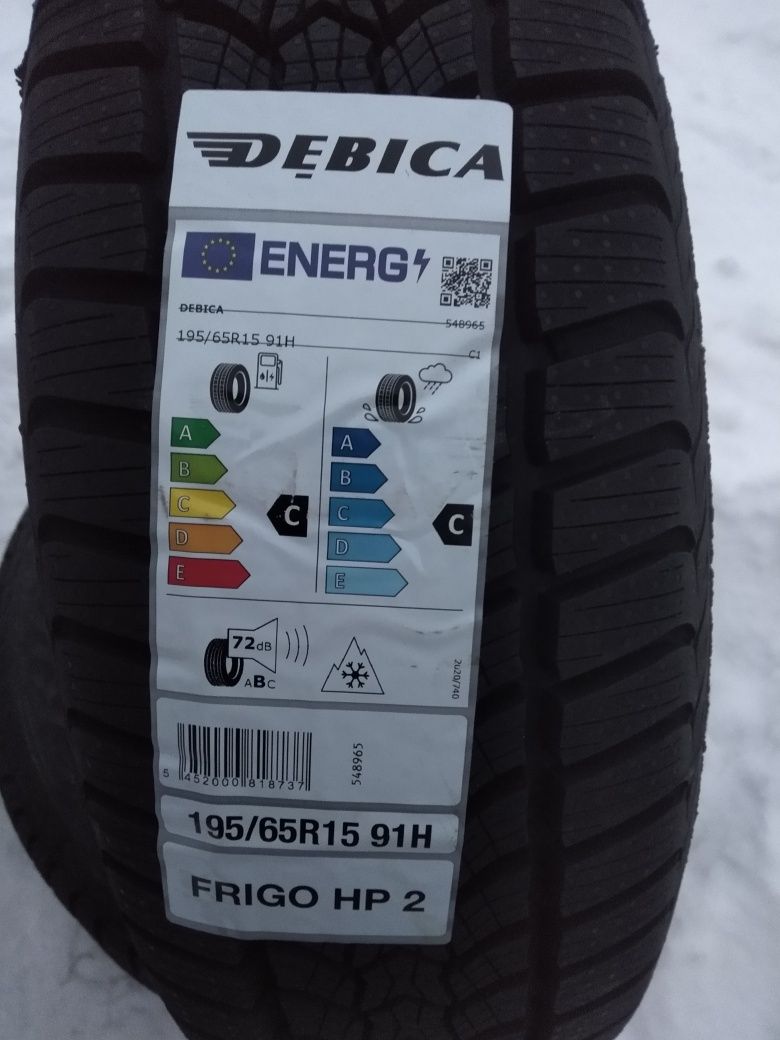 DĘBICA
ENERG
DEBICA
548965
195/65R15 91H
C1
A
B
C
D
E
C
A
B
C
D
E
C
72dB
ABC
2020/740
5 452000 818737
548965
195/65R15 91H
FRIGO HP 2